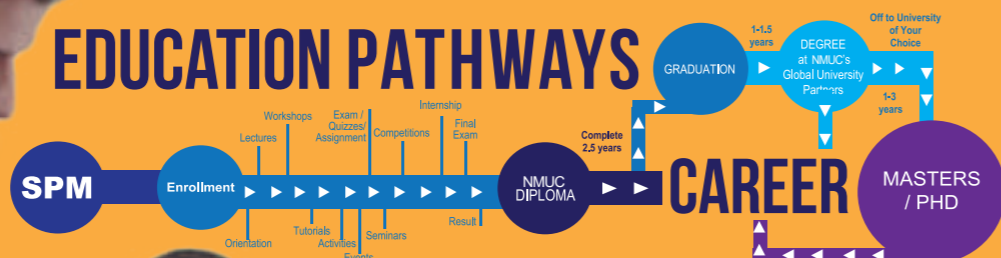 EDUCATION PATHWAYS
SPM
Enrollment
Orientation
Lectures
Workshops
Tutorials
Activities
Exam /
Quizzes/
Assignment
Events
Seminars
Competitions
Internship
Final
Exam
Result
NMUC
DIPLOMA
Complete
2.5 years
GRADUATION
1-1.5
years
DEGREE
at NMUC's
Global University
Partners
Off to University
of Your
Choice
1-3
years
CAREER
MASTERS
/ PHD